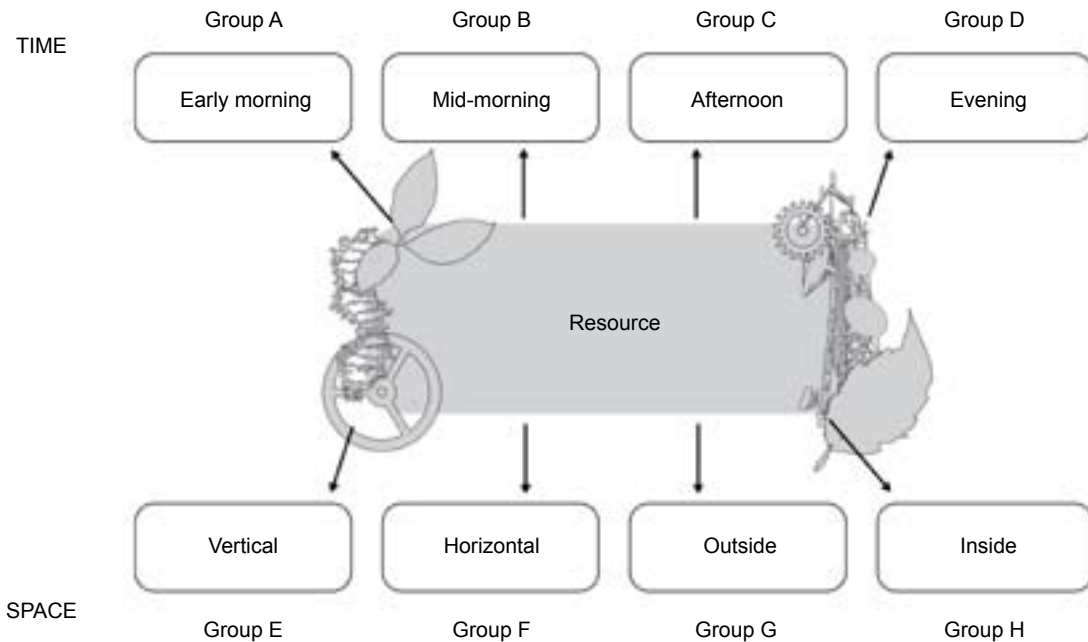 Group A
Group B
Group C
Group D
TIME
Early morning
Mid-morning
Afternoon
Evening
Resource
Vertical
Horizontal
Outside
Inside
SPACE
Group E
Group F
Group G
Group H